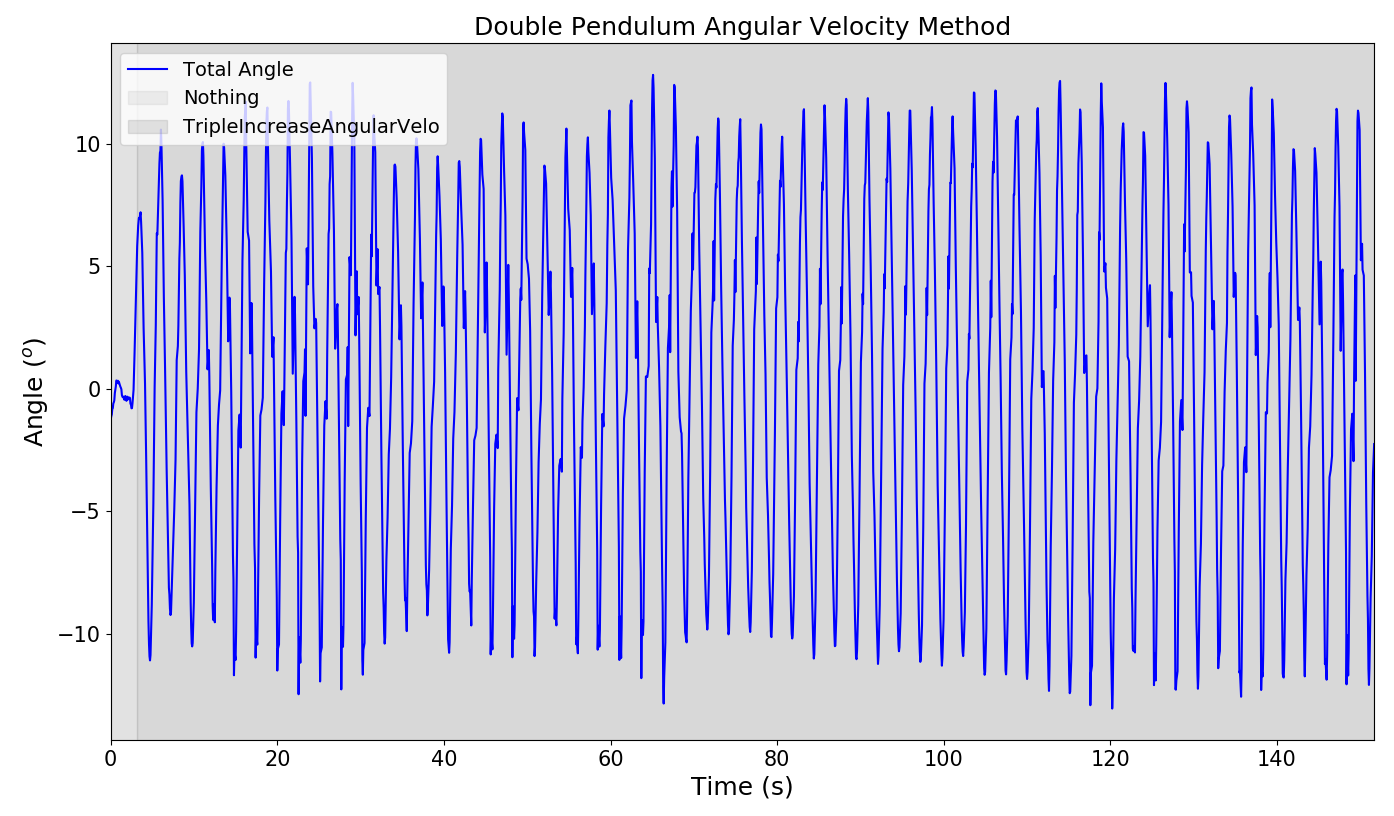 Double Pendulum Angular Velocity Method
Total Angle
Nothing
TripleIncreaseAngularVelo
Angle (°)
10
5
0
−5
−10
0 20 40 60 80 100 120 140
Time (s)